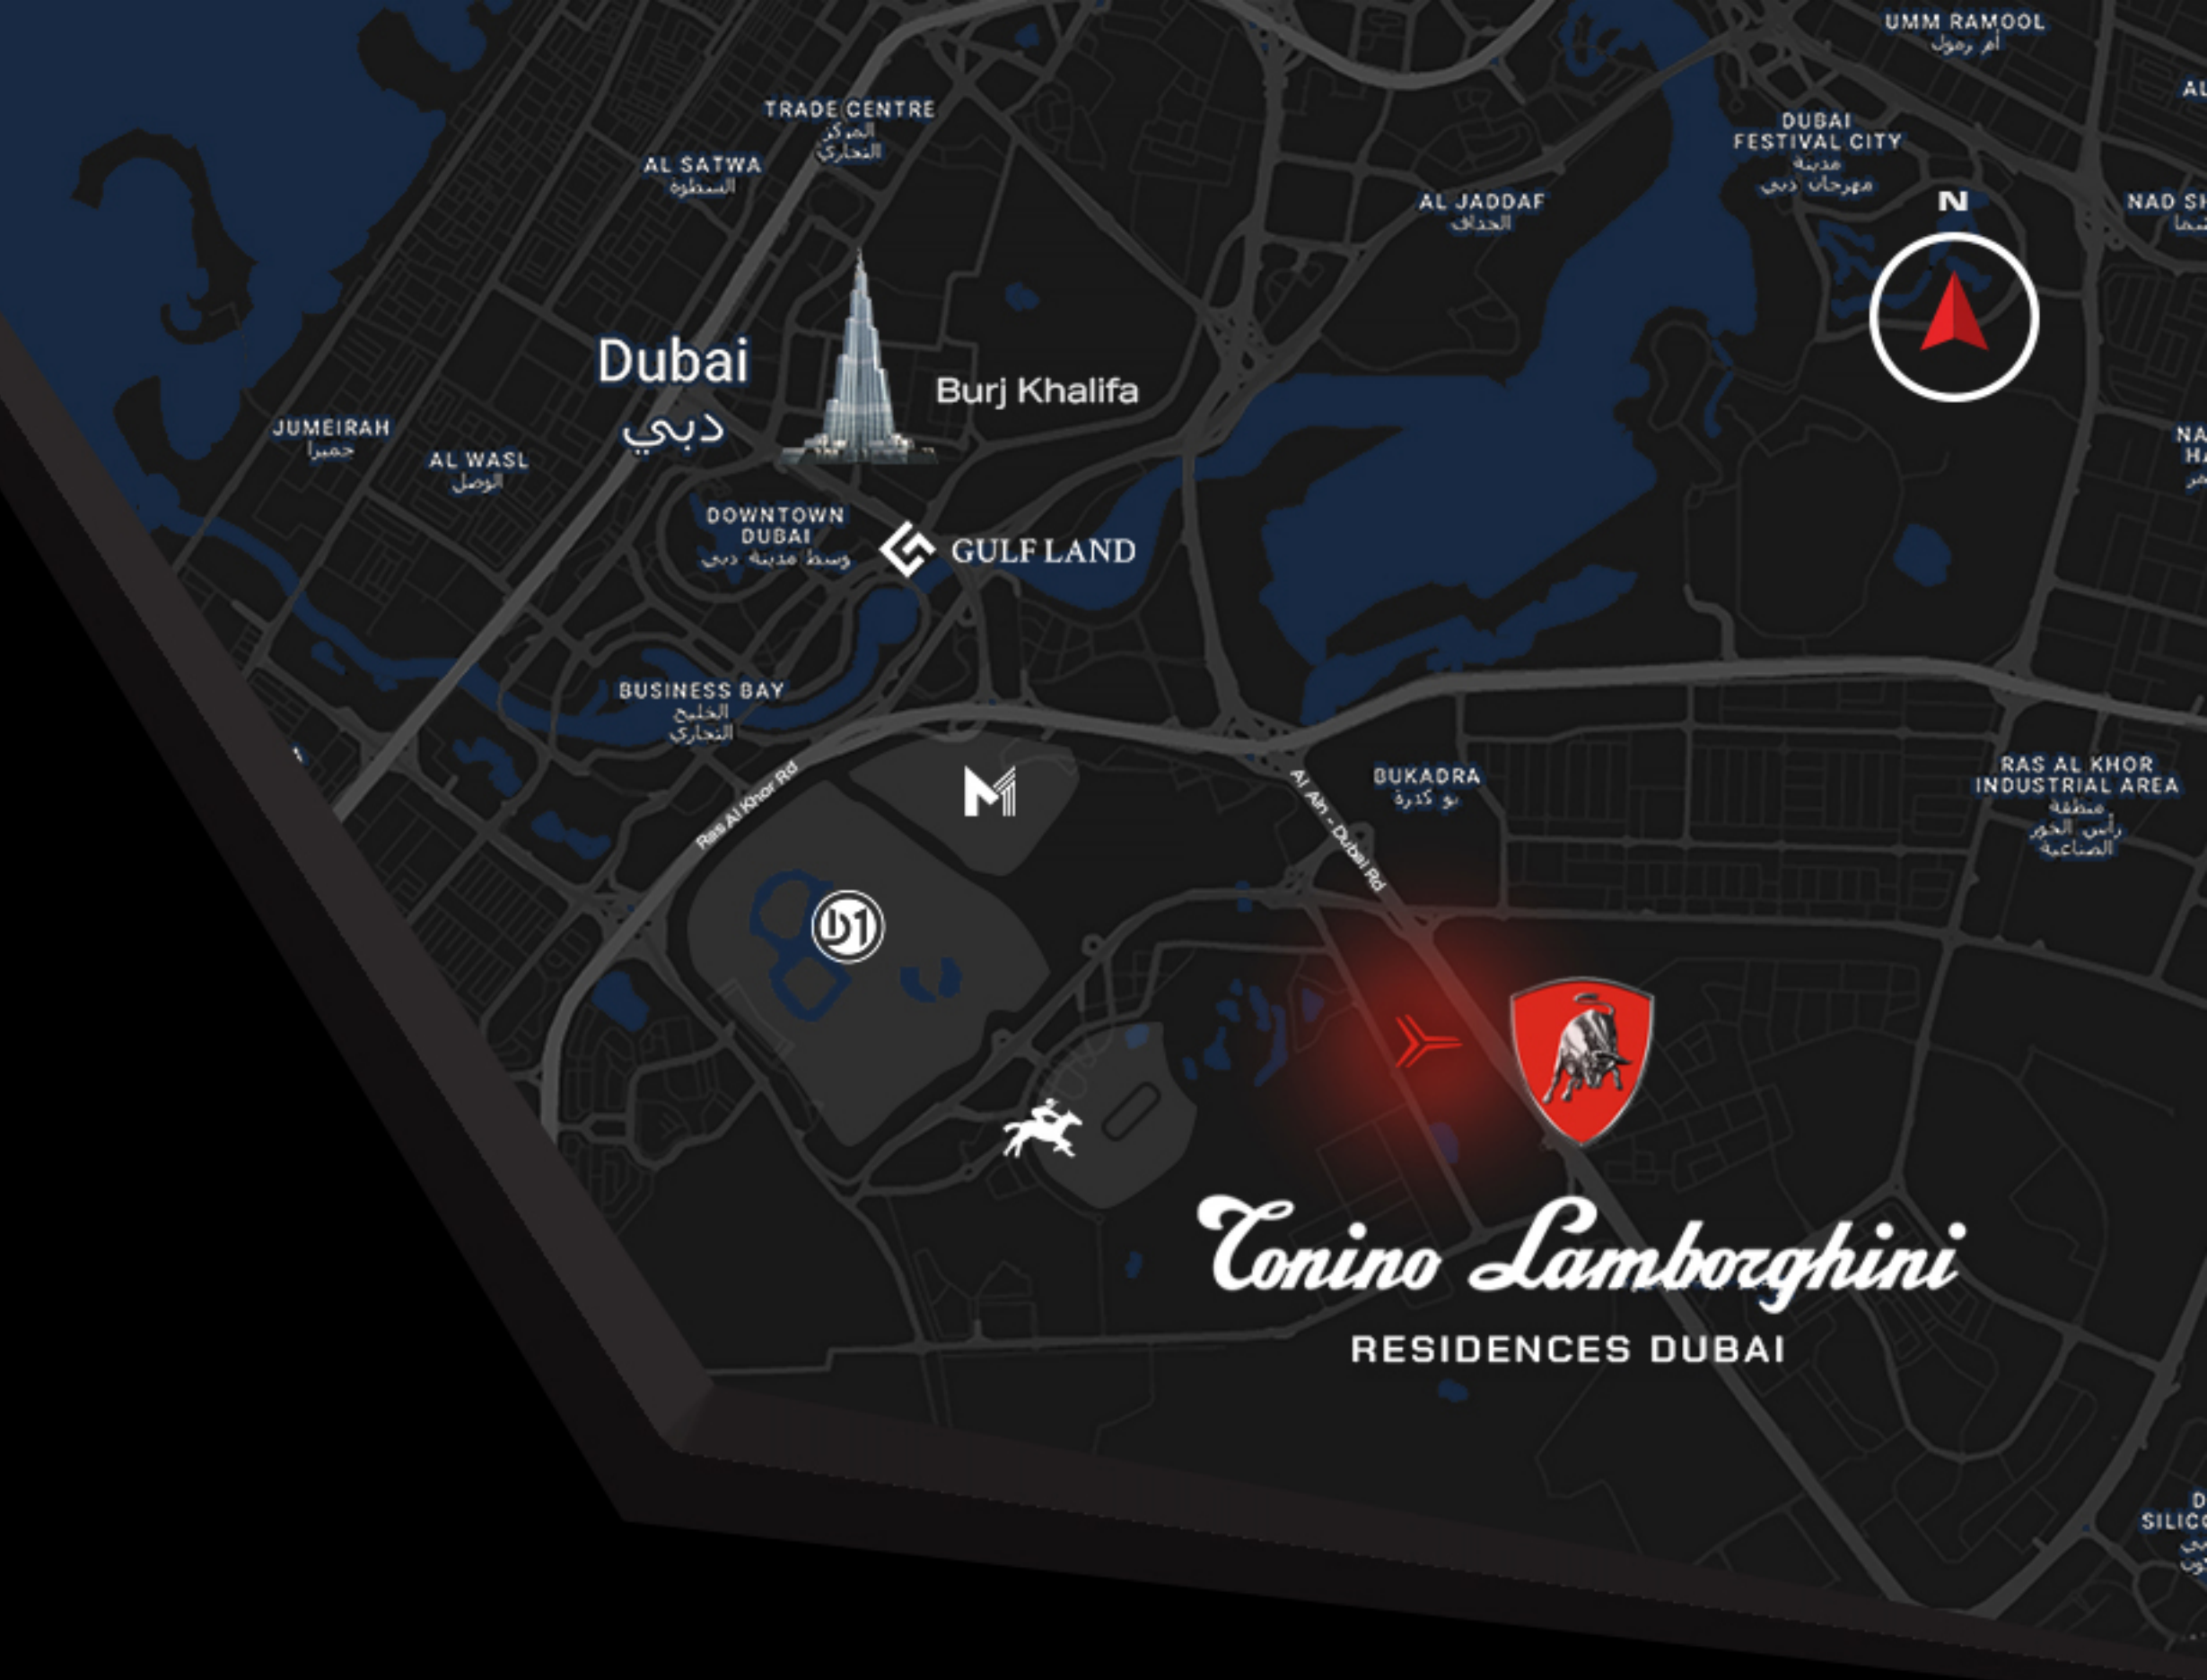 UMM RAMOOL
أم رمول
TRADE CENTRE
المركز
التجاري
AL SATWA
السطوة
DUBAI
FESTIVAL CITY
مدينة
مهرجان دبي
AL JADDAF
الجداف
N
NAD SH
Dubai
دبي
Burj Khalifa
JUMEIRAH
جميرا
AL WASL
الوصل
DOWNTOWN
DUBAI
وسط مدينة دبي
GULF LAND
BUSINESS BAY
الخليج
التجاري
Ras Al Khor Rd
M
Al Ain - Dubai Rd
BUKADRA
بو كدرة
RAS AL KHOR
INDUSTRIAL AREA
منطقة
رأس الخور
الصناعية
D1
Tonino Lamborghini
RESIDENCES DUBAI
D
SILICO